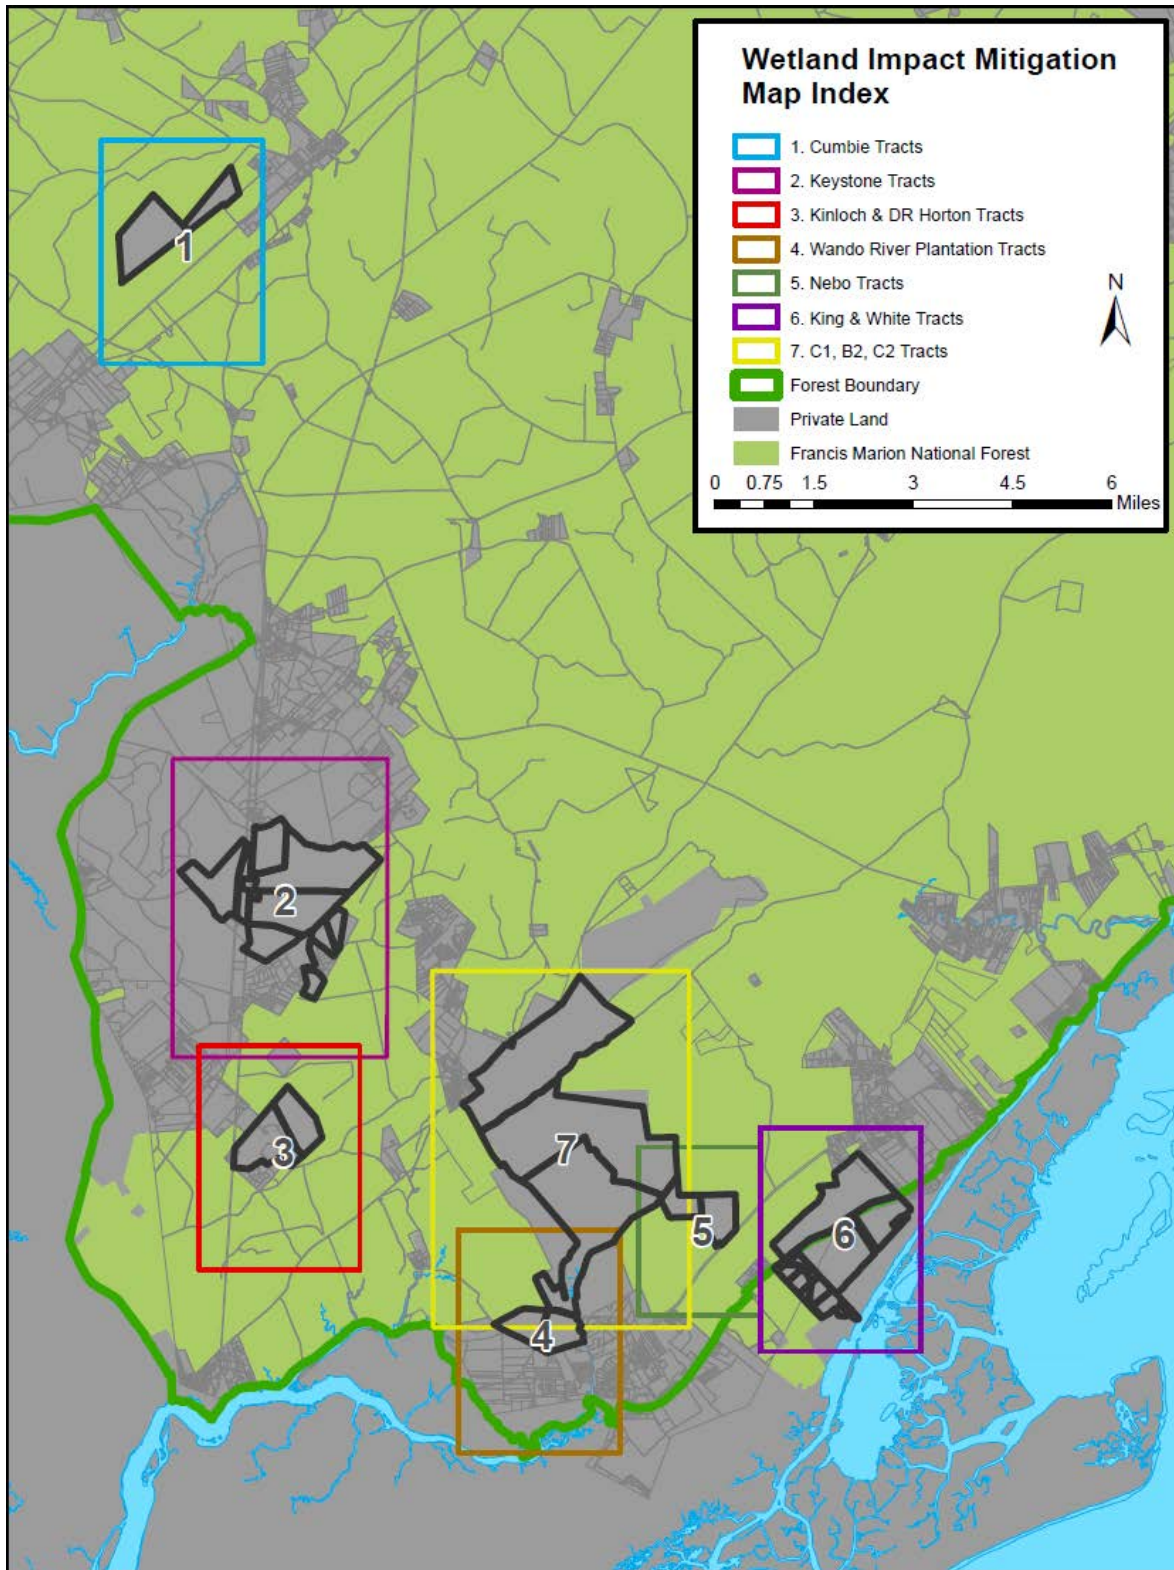 Wetland Impact Mitigation
Map Index
1. Cumbie Tracts
2. Keystone Tracts
3. Kinloch & DR Horton Tracts
4. Wando River Plantation Tracts
5. Nebo Tracts
6. King & White Tracts
7. C1, B2, C2 Tracts
Forest Boundary
Private Land
Francis Marion National Forest
N
0 0.75 1.5 3 4.5 6
Miles
1
2
3
7
5
6
4